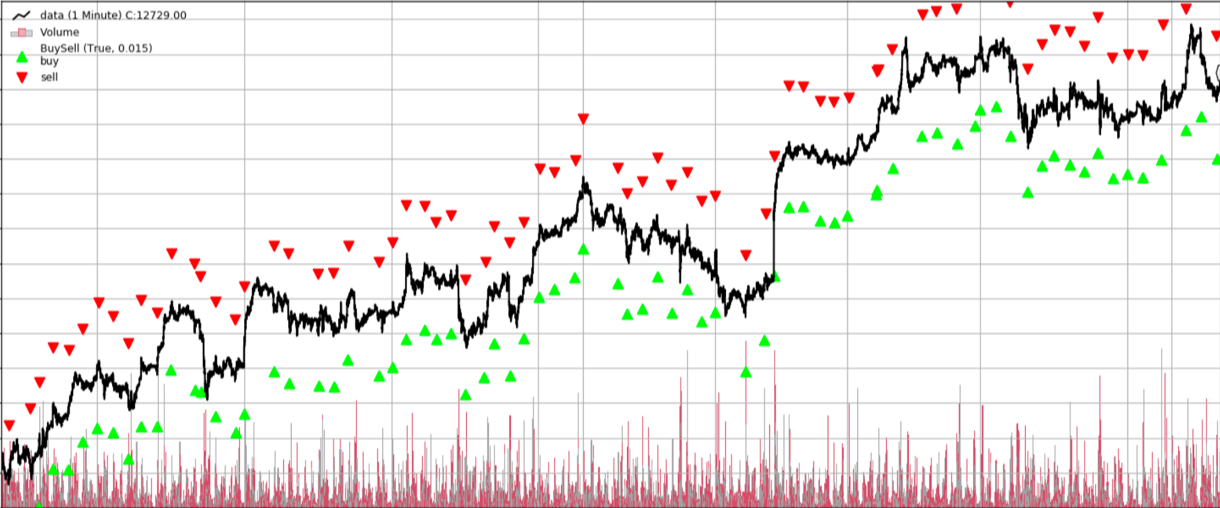 data (1 Minute) C:12729.00
Volume
BuySell (True, 0.015)
buy
sell